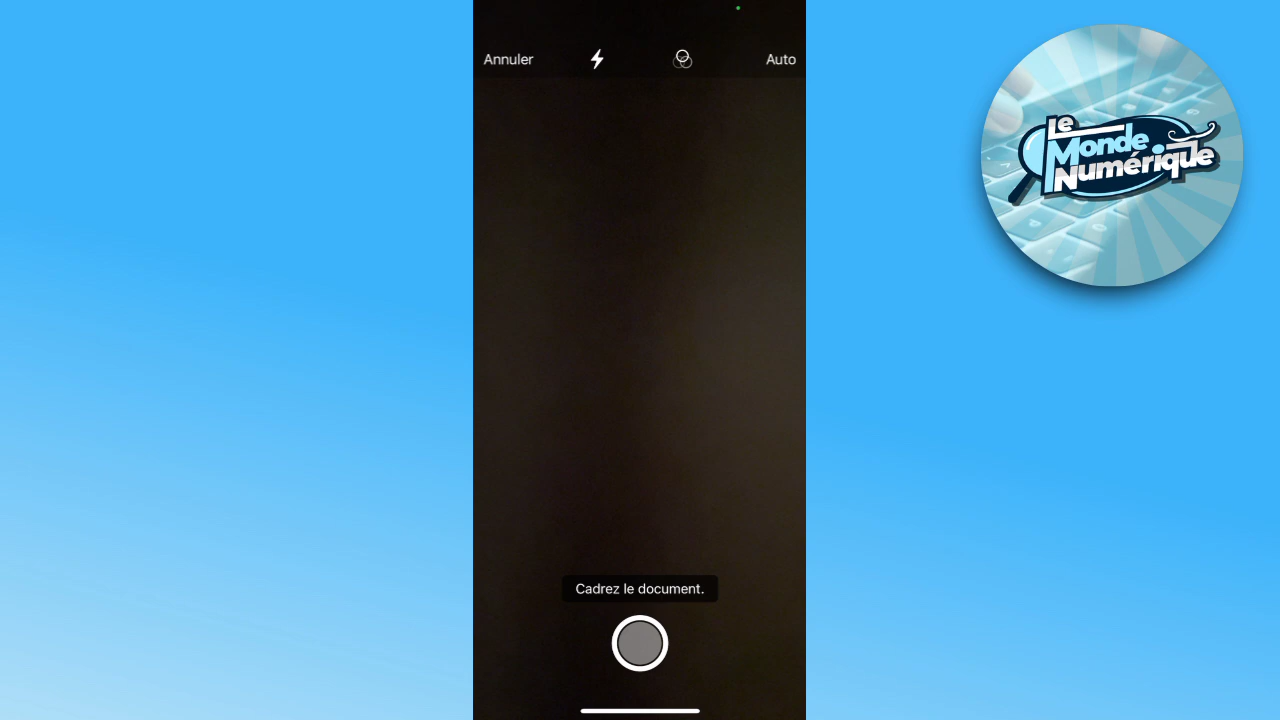 Annuler
Auto
Le
Monde
Numérique
Cadrez le document.